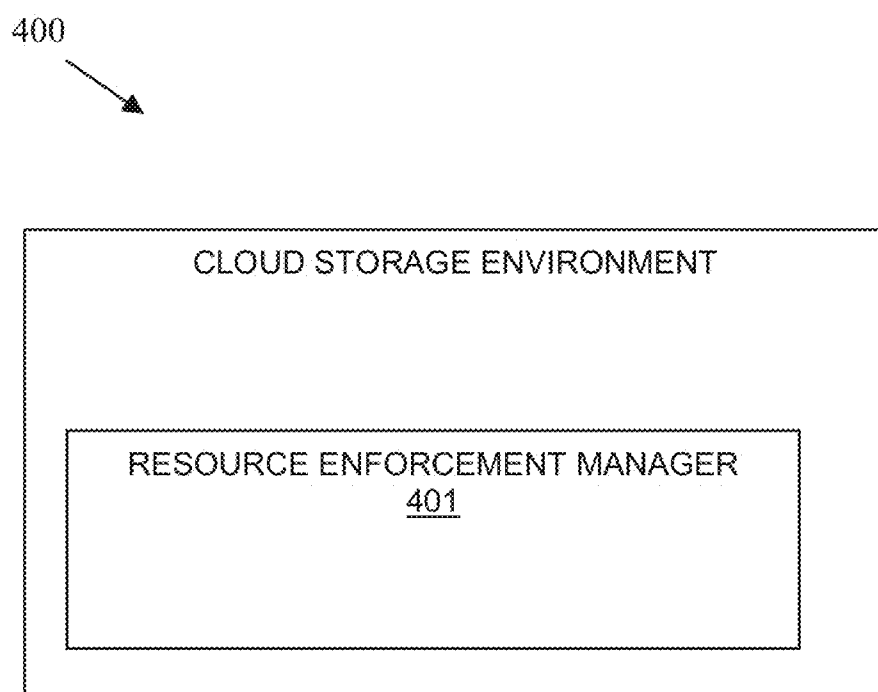 400
CLOUD STORAGE ENVIRONMENT
RESOURCE ENFORCEMENT MANAGER
401